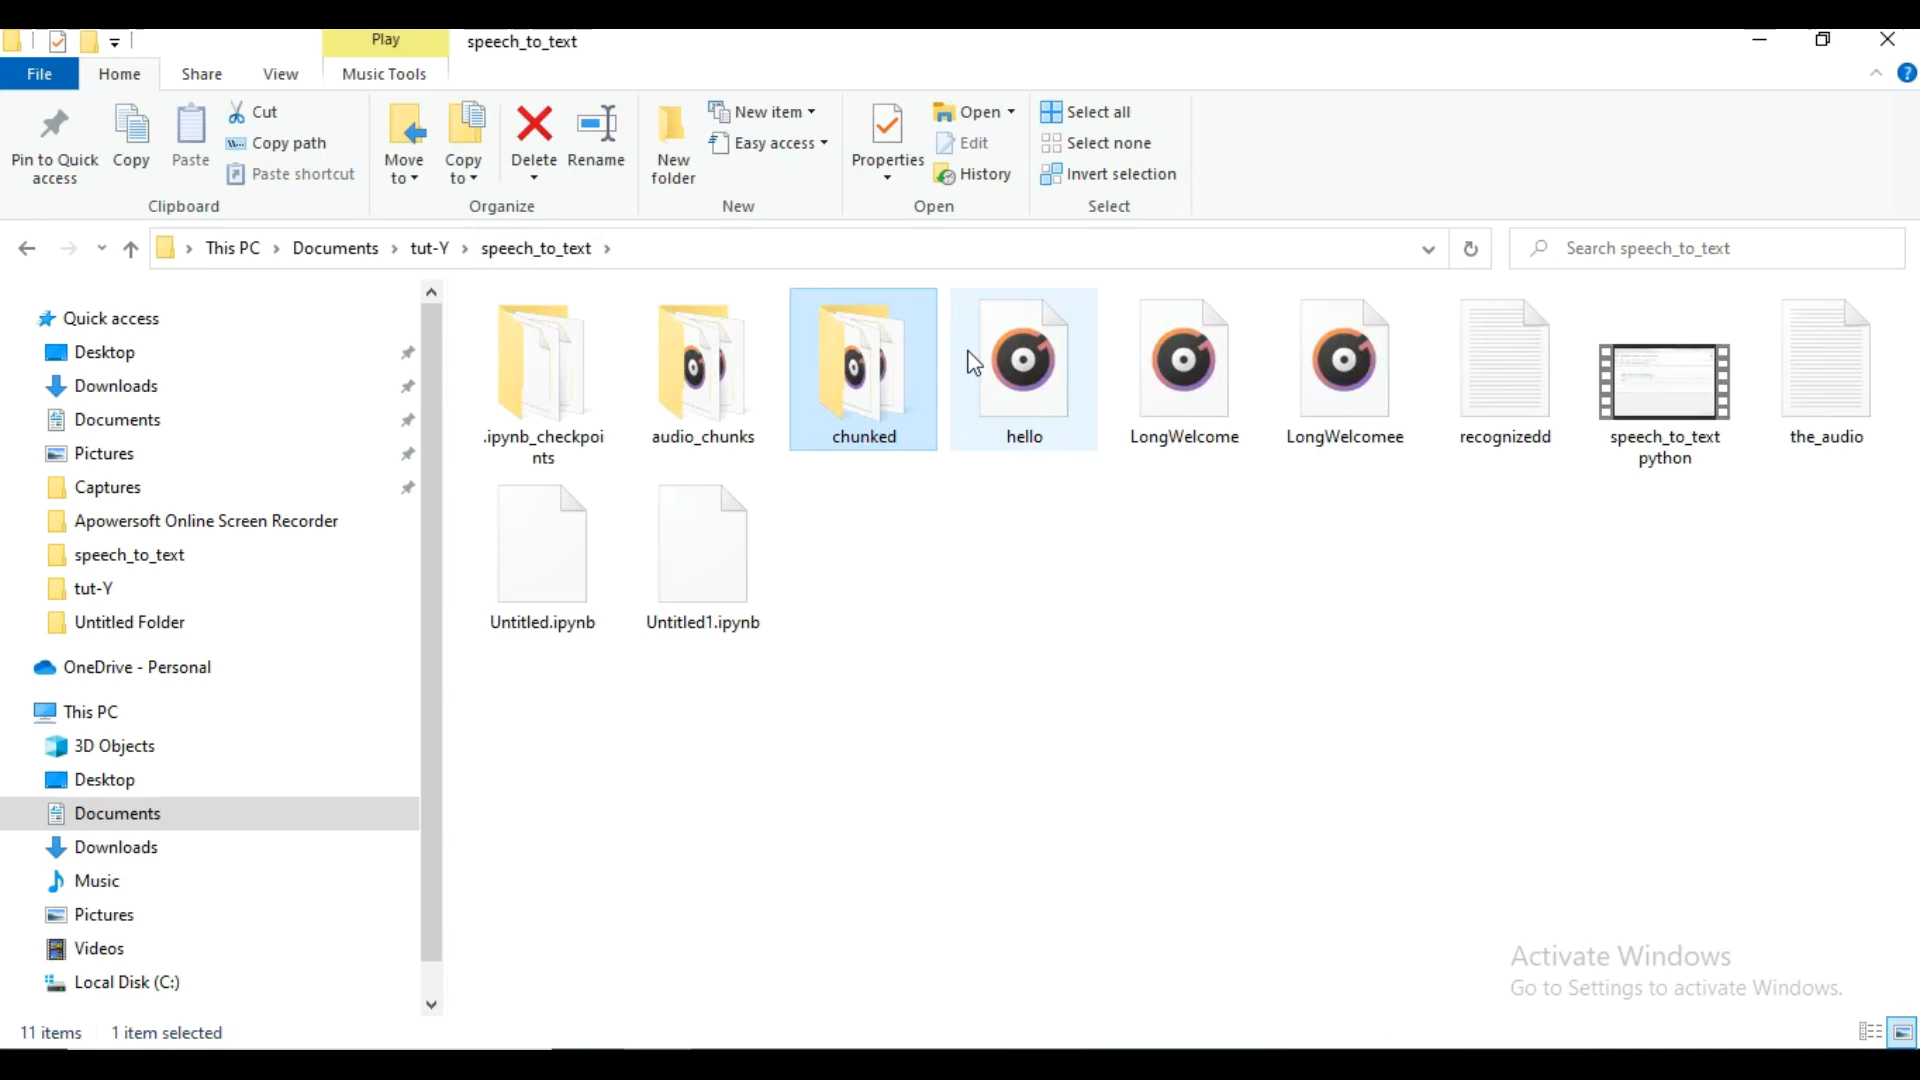 Play
speech_to_text
File
Home
Share
View
Music Tools
?
Pin to Quick
access
Copy
Paste
Cut
Copy path
Paste shortcut
Clipboard
Move
to
Copy
to
Delete
Rename
Organize
New
folder
New item
Easy access
New
Properties
Open
Edit
History
Open
Select all
Select none
Invert selection
Select
This PC
Documents
tut-Y
speech_to_text
Search speech_to_text
Quick access
Desktop
Downloads
Documents
Pictures
Captures
Apowersoft Online Screen Recorder
speech_to_text
tut-Y
Untitled Folder
OneDrive - Personal
This PC
3D Objects
Desktop
Documents
Downloads
Music
Pictures
Videos
Local Disk (C:)
.ipynb_checkpoi
nts
audio_chunks
chunked
hello
LongWelcome
LongWelcomee
recognizedd
speech_to_text
python
the_audio
Untitled.ipynb
Untitled1.ipynb
Activate Windows
Go to Settings to activate Windows.
11 items
1 item selected